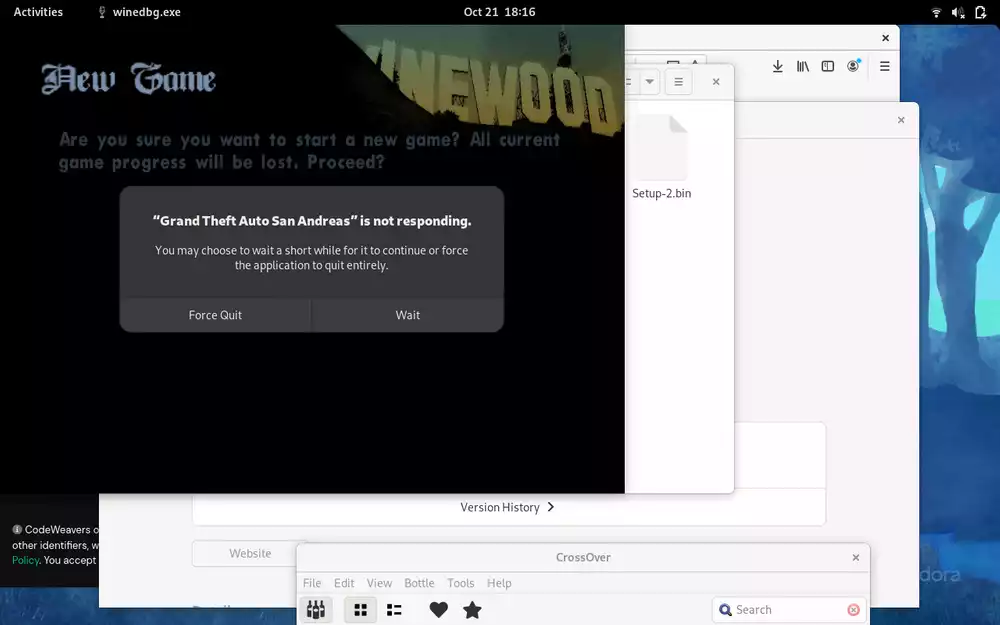 Activities
winedbg.exe
Oct 21 18:16
New Game
INEWOOD
Are you sure you want to start a new game? All current
game progress will be lost. Proceed?
“Grand Theft Auto San Andreas” is not responding.
You may choose to wait a short while for it to continue or force
the application to quit entirely.
Force Quit
Wait
Setup-2.bin
Version History
CodeWeavers o
other identifiers, w
Policy. You accept
Website
CrossOver
File Edit View Bottle Tools Help
Search
dora